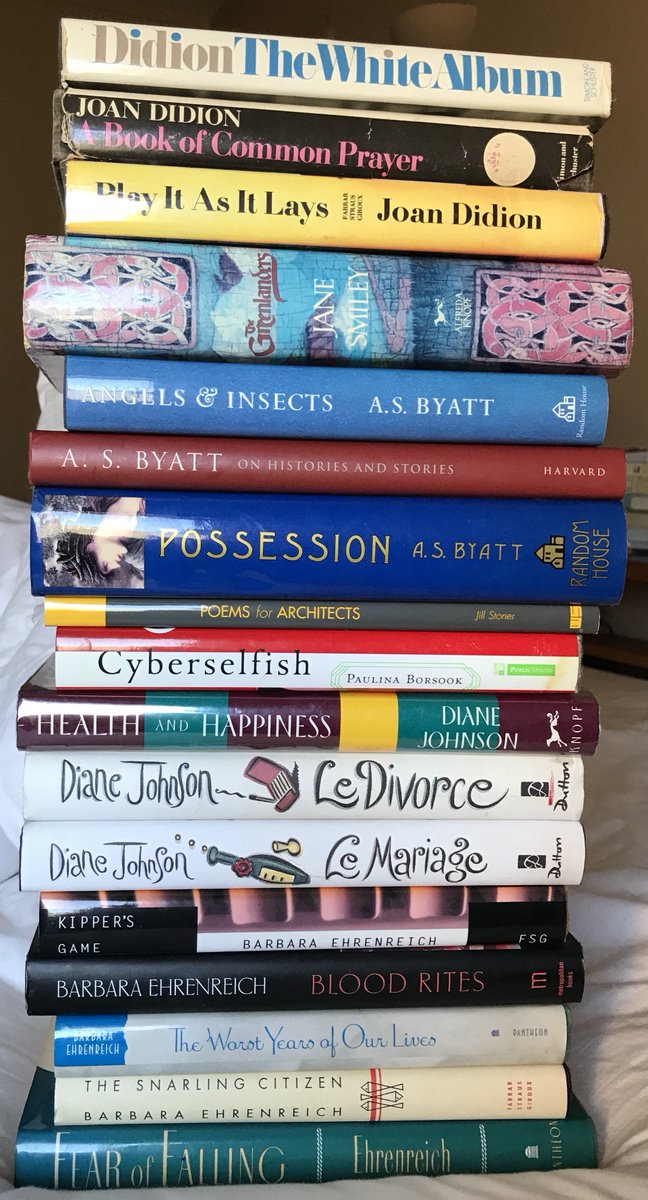 Didion The White Album SIMON AND SCHUSTER
JOAN DIDION
A Book of Common Prayer
imon and
huster
Play It As It Lays FARRAR STRAUS GIROUX Joan Didion
The Greenlanders JANE SMILEY ALFRED A KNOPF
ANGELS & INSECTS A.S. BYATT Random House
A. S. BYATT ON HISTORIES AND STORIES HARVARD
POSSESSION A.S. BYATT RANDOM HOUSE
POEMS for ARCHITECTS Jill Stoner
Cyberselfish PAULINA BORSOOK PUBLICAFFAIRS
HEALTH AND HAPPINESS DIANE JOHNSON KNOPF
Diane Johnson Le Divorce Dutton
Diane Johnson Le Mariage Dutton
KIPPER'S
GAME BARBARA EHRENREICH FSG
BARBARA EHRENREICH BLOOD RITES m metropolitan books
BARBARA EHRENREICH The Worst Years of Our Lives PANTHEON
THE SNARLING CITIZEN
BARBARA EHRENREICH FARRAR STRAUS GIROUX
FEAR of FALLING Ehrenreich NTHEON